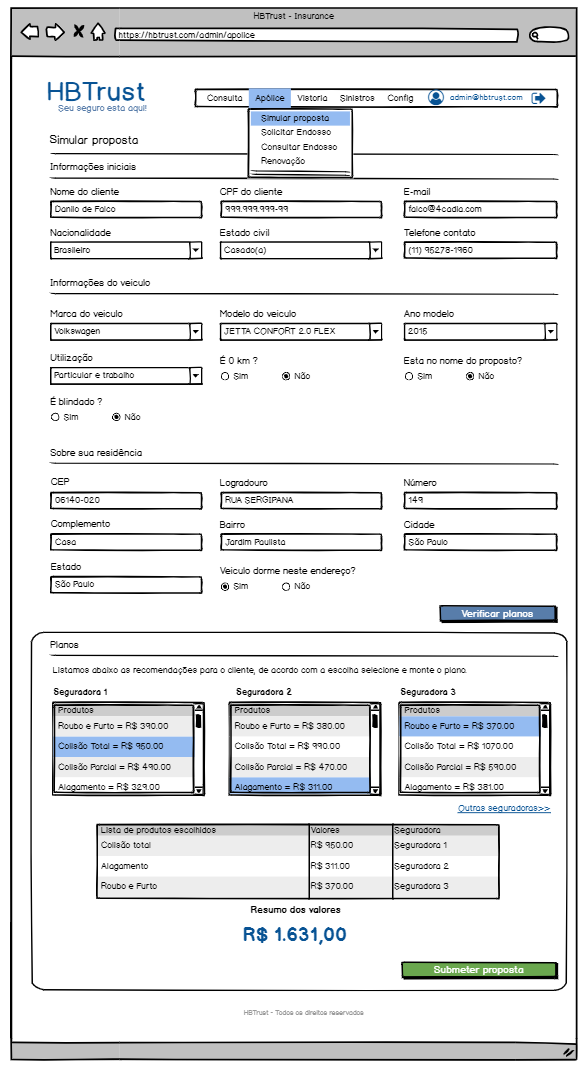 HBTrust - Insurance
https://hbtrust.com/admin/apolice
HBTrust
Seu seguro esta aqui!
Consulta Apólice Vistoria Sinistros Config admin@hbtrust.com
Simular proposta
Solicitar Endosso
Consultar Endosso
Renovação
Simular proposta
Informações iniciais
Nome do cliente CPF do cliente E-mail
Danilo de Falco 999.999.999-99 falco@4cadia.com
Nacionalidade Estado civil Telefone contato
Brasileiro Casado(a) (11) 95278-1960
Informações do veiculo
Marca do veiculo Modelo do veiculo Ano modelo
Volkswagen JETTA CONFORT 2.0 FLEX 2015
Utilização É 0 km ? Esta no nome do proposto?
Particular e trabalho Sim Não Sim Não
É blindado ?
Sim Não
Sobre sua residência
CEP Logradouro Número
06140-020 RUA SERGIPANA 149
Complemento Bairro Cidade
Casa Jardim Paulista São Paulo
Estado Veiculo dorme neste endereço?
São Paulo Sim Não
Verificar planos
Planos
Listamos abaixo as recomendações para o cliente, de acordo com a escolha selecione e monte o plano.
Seguradora 1 Seguradora 2 Seguradora 3
Produtos Produtos Produtos
Roubo e Furto = R$ 390.00 Roubo e Furto = R$ 380.00 Roubo e Furto = R$ 370.00
Colisão Total = R$ 950.00 Colisão Total = R$ 990.00 Colisão Total = R$ 1070.00
Colisão Parcial = R$ 490.00 Colisão Parcial = R$ 470.00 Colisão Parcial = R$ 590.00
Alagamento = R$ 329.00 Alagamento = R$ 311.00 Alagamento = R$ 381.00
Outras seguradoras>>
Lista de produtos escolhidos Valores Seguradora
Colisão total R$ 950.00 Seguradora 1
Alagamento R$ 311.00 Seguradora 2
Roubo e Furto R$ 370.00 Seguradora 3
Resumo dos valores
R$ 1.631,00
Submeter proposta
HBTrust - Todos os direitos reservados